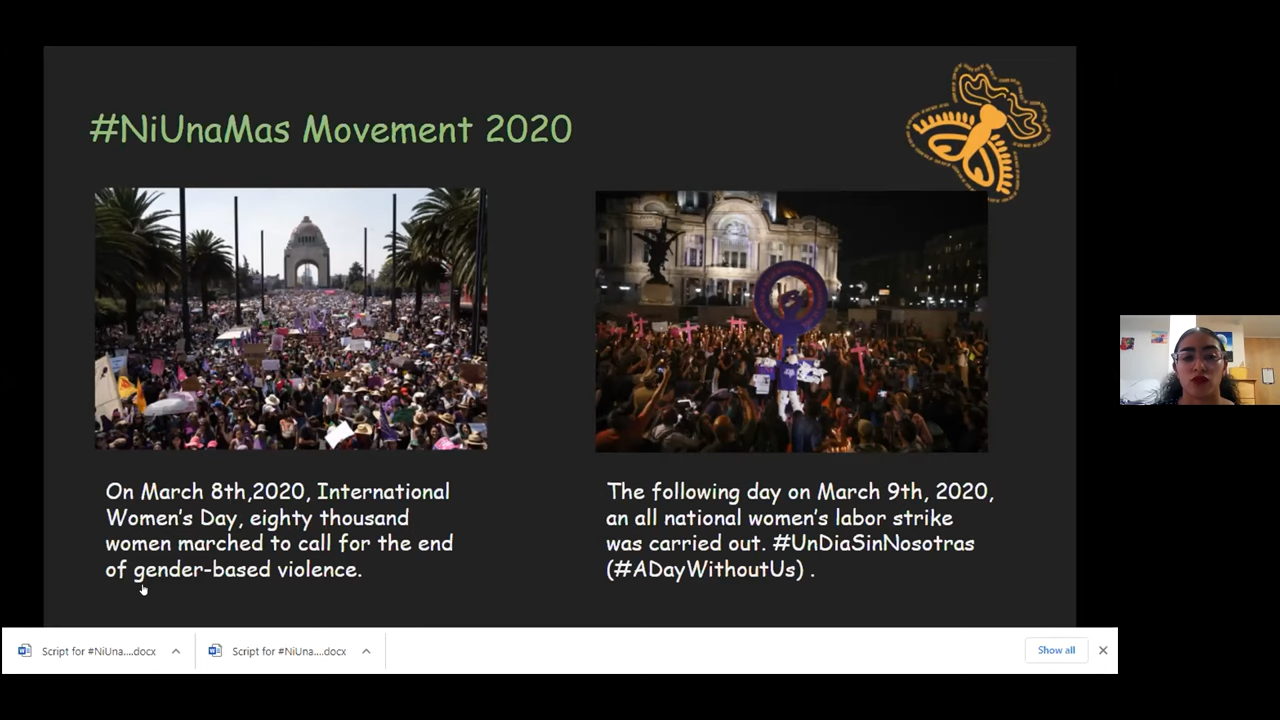 #NiUnaMas Movement 2020
On March 8th,2020, International
Women's Day, eighty thousand
women marched to call for the end
of gender-based violence.
The following day on March 9th, 2020,
an all national women's labor strike
was carried out. #UnDiaSinNosotras
(#ADayWithoutUs) .
Script for #NiUna....docx
Script for #NiUna....docx
Show all